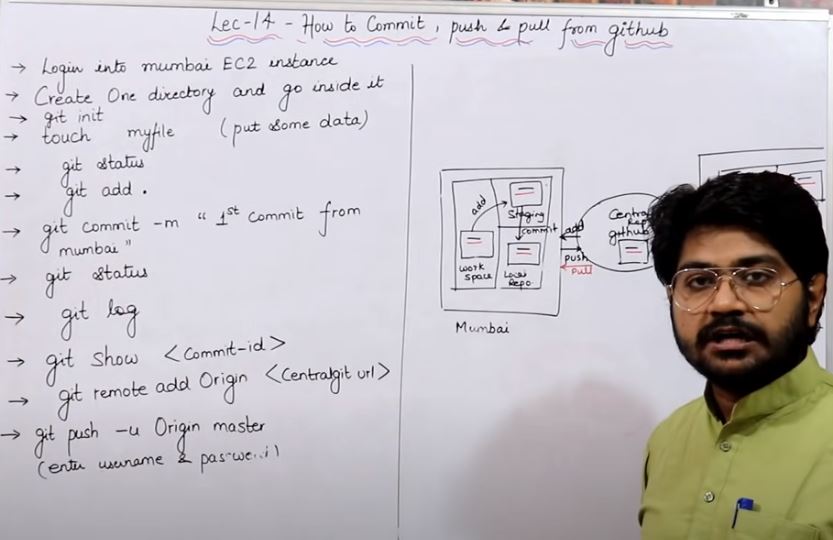 Lec-14 - How to Commit, push & pull from github
→ Login into mumbai EC2 instance
→ Create One directory and go inside it
→ git init
→ touch myfile (put some data)
→ git status
→ git add .
→ git commit -m " 1st Commit from
mumbai"
→ git status
→ git log
→ git show <Commit-id>
→ git remote add Origin <Centralgit url>
→ git push -u Origin master
(enter username &
add
Staging
commit
work
space
Local
Repo.
Mumbai
add
push
pull
Central
Repo
github